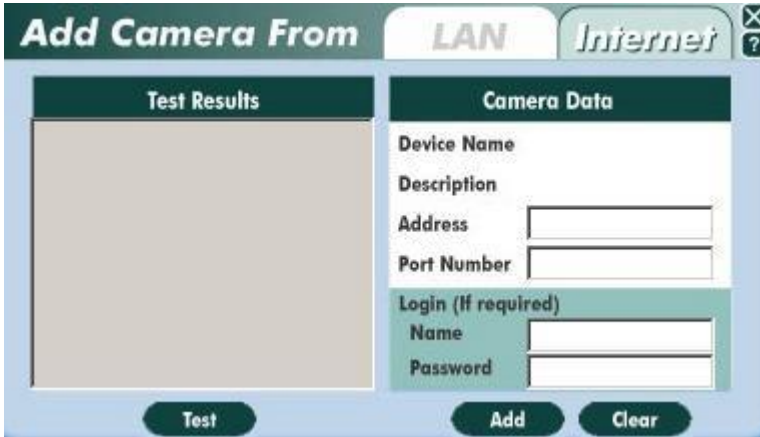 Add Camera From LAN Internet
?
Test Results
Camera Data
Device Name
Description
Address
Port Number
Login (If required)
Name
Password
Test
Add
Clear